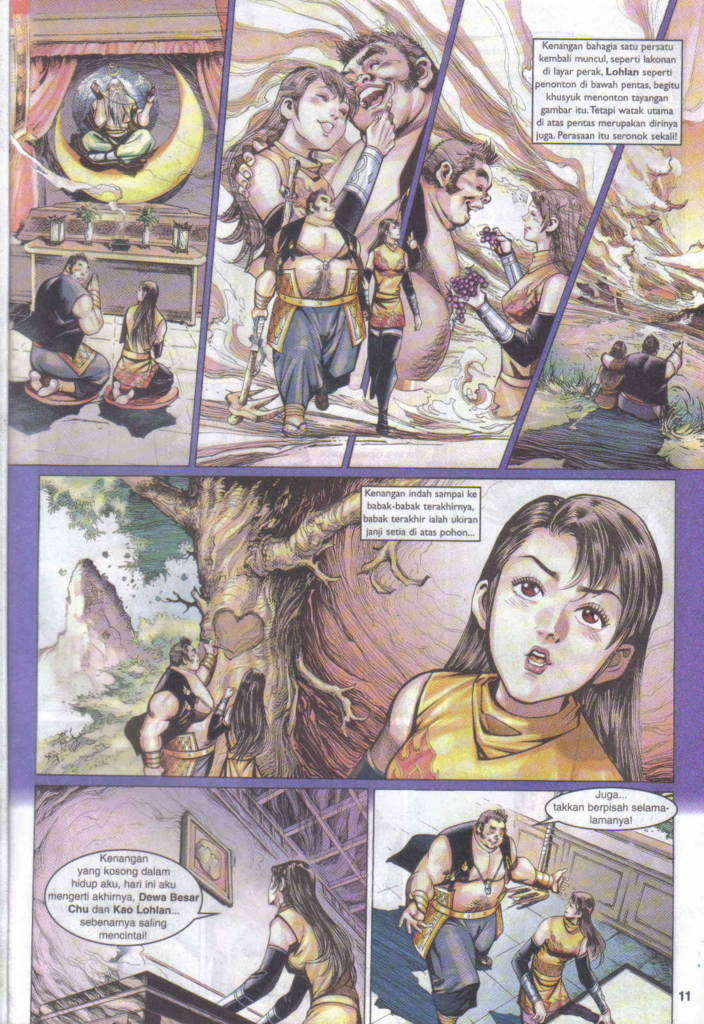 Kenangan bahagia satu persatu
kembali muncul, seperti lakonan
di layar perak, Lohlan seperti
penonton di bawah pentas, begitu
khusyuk menonton tayangan
gambar itu. Tetapi watak utama
di atas pentas merupakan dirinya
juga. Perasaan itu seronok sekali!
Kenangan indah sampai ke
babak-babak terakhirnya,
babak terakhir ialah ukiran
janji setia di atas pohon...
Kenangan
yang kosong dalam
hidup aku, hari ini aku
mengerti akhirnya, Dewa Besar
Chu dan Kao Lohlan...
sebenarnya saling
mencintai!
Juga...
takkan berpisah selama-
lamanya!
11